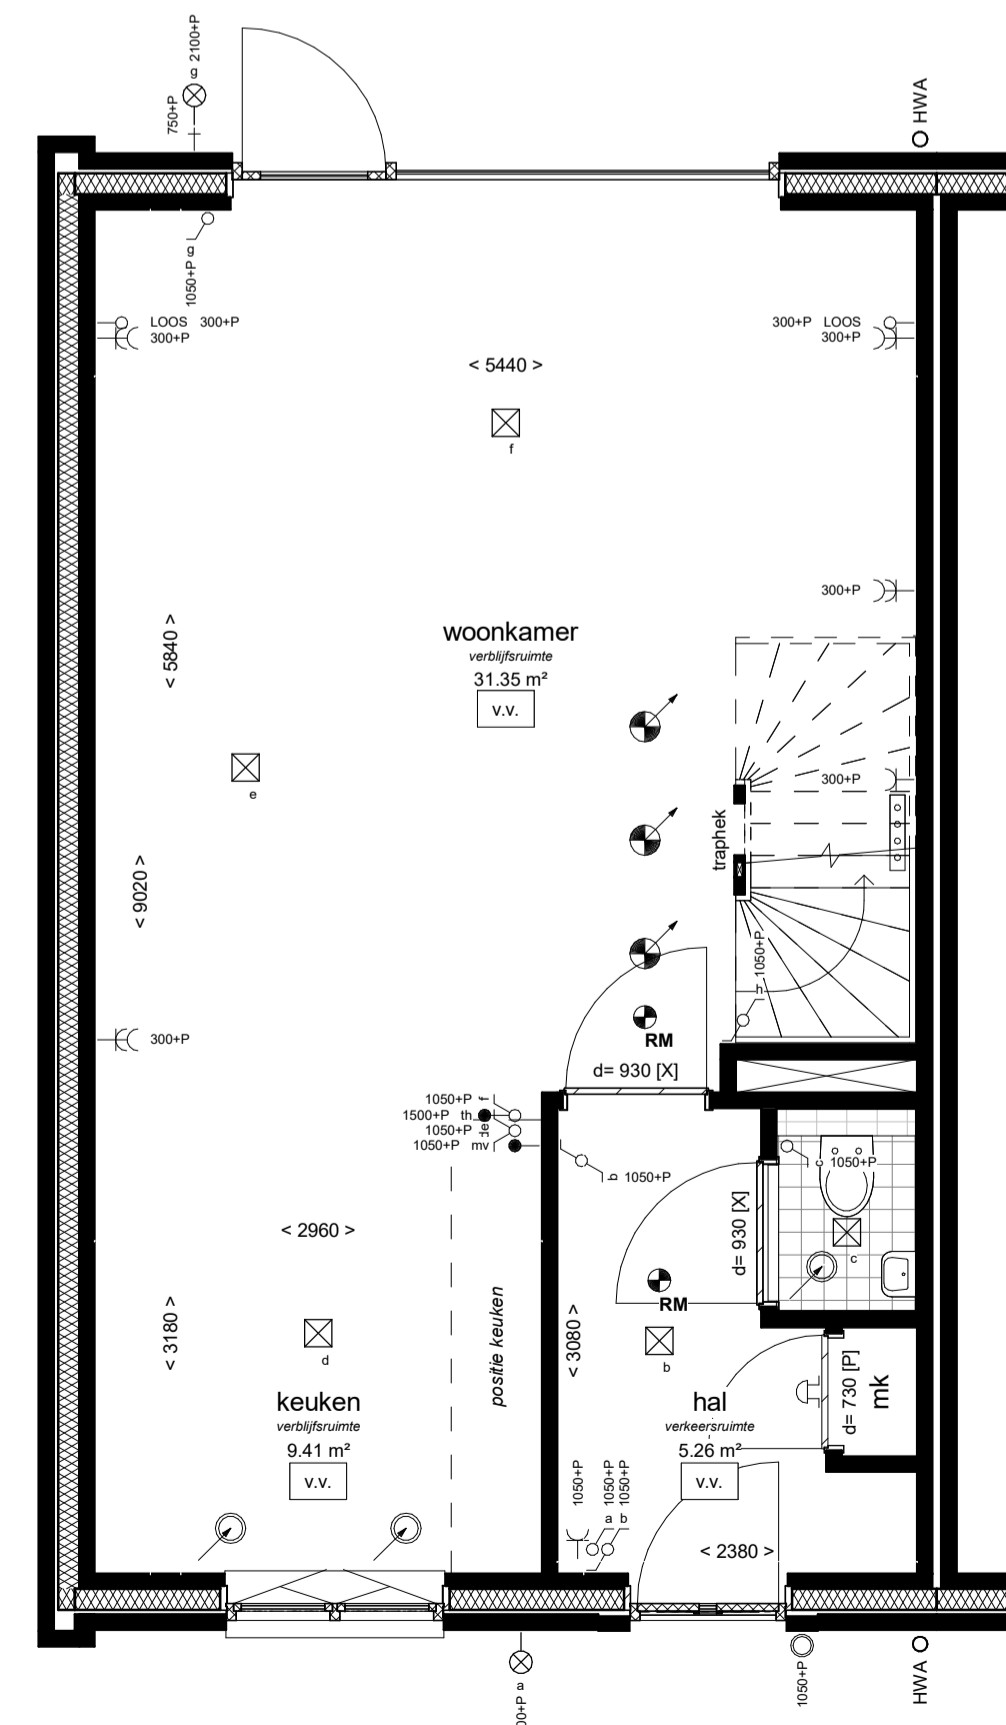 2100+P
g
750+P
HWA
g
1050+P
LOOS 300+P
300+P
300+P LOOS
300+P
< 5440 >
f
300+P
woonkamer
verblijfsruimte
31.35 m²
v.v.
< 5840 >
e
300+P
traphek
< 9020 >
1050+P
h
300+P
RM
d= 930 [X]
1050+P f
1500+P th
1050+P de
1050+P mv
b 1050+P
c 1050+P
< 2960 >
d= 930 [X]
c
RM
positie keuken
< 3180 >
< 3080 >
d
b
d= 730 [P]
mk
keuken
verblijfsruimte
9.41 m²
v.v.
hal
verkeersruimte
5.26 m²
v.v.
1050+P
1050+P
1050+P
a b
< 2380 >
a
1050+P
HWA